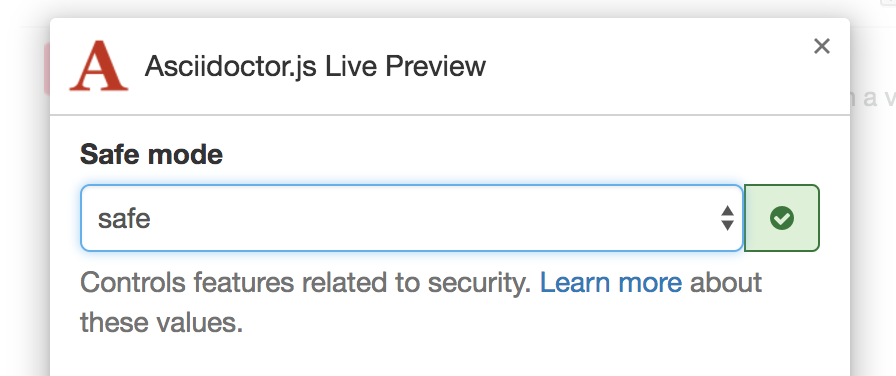 Asciidoctor.js Live Preview
Safe mode
safe
Controls features related to security. Learn more about
these values.